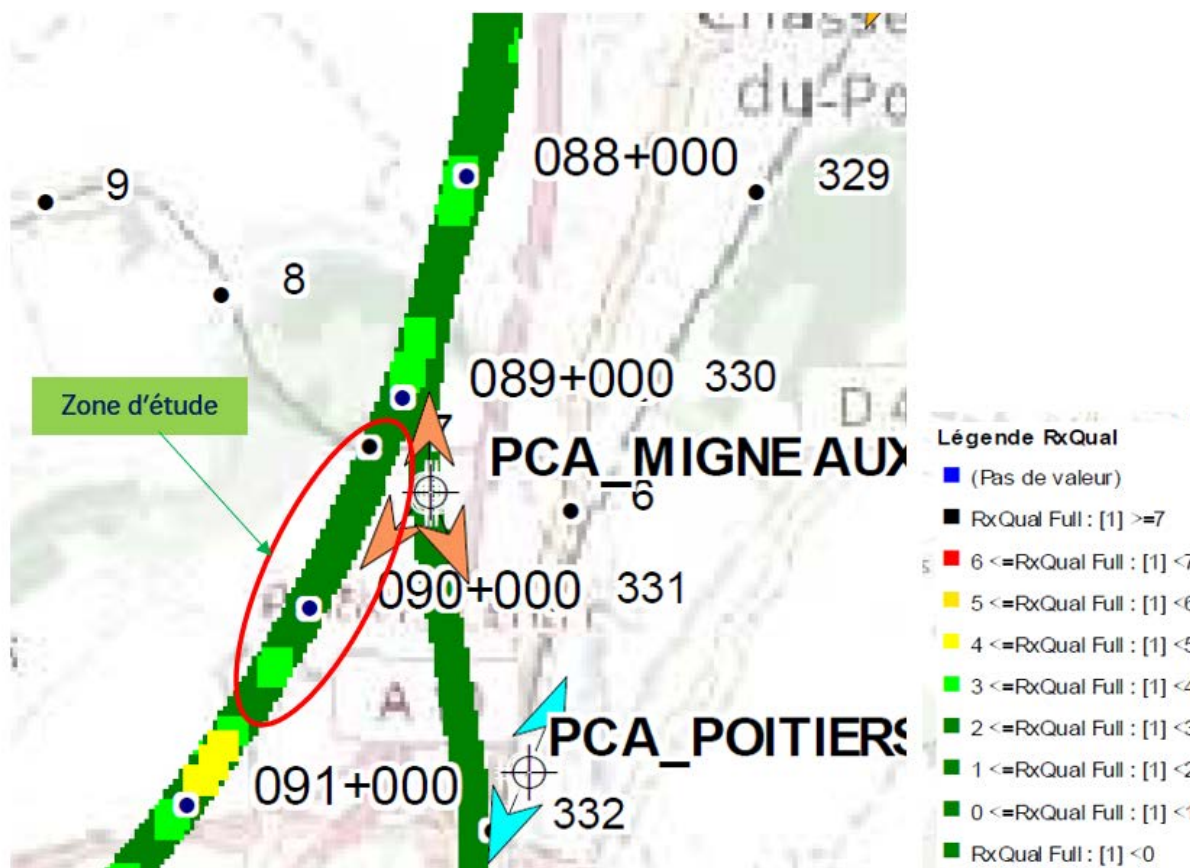 du-Po
088+000
329
9
8
089+000
330
Zone d'étude
7
D
PCA_MIGNEAUX
6
090+000
331
A
PCA_POITIERS
091+000
332
Légende RxQual
(Pas de valeur)
RxQual Full : [1] >=7
6 <=RxQual Full : [1] <7
5 <=RxQual Full : [1] <6
4 <=RxQual Full : [1] <5
3 <=RxQual Full : [1] <4
2 <=RxQual Full : [1] <3
1 <=RxQual Full : [1] <2
0 <=RxQual Full : [1] <1
RxQual Full : [1] <0